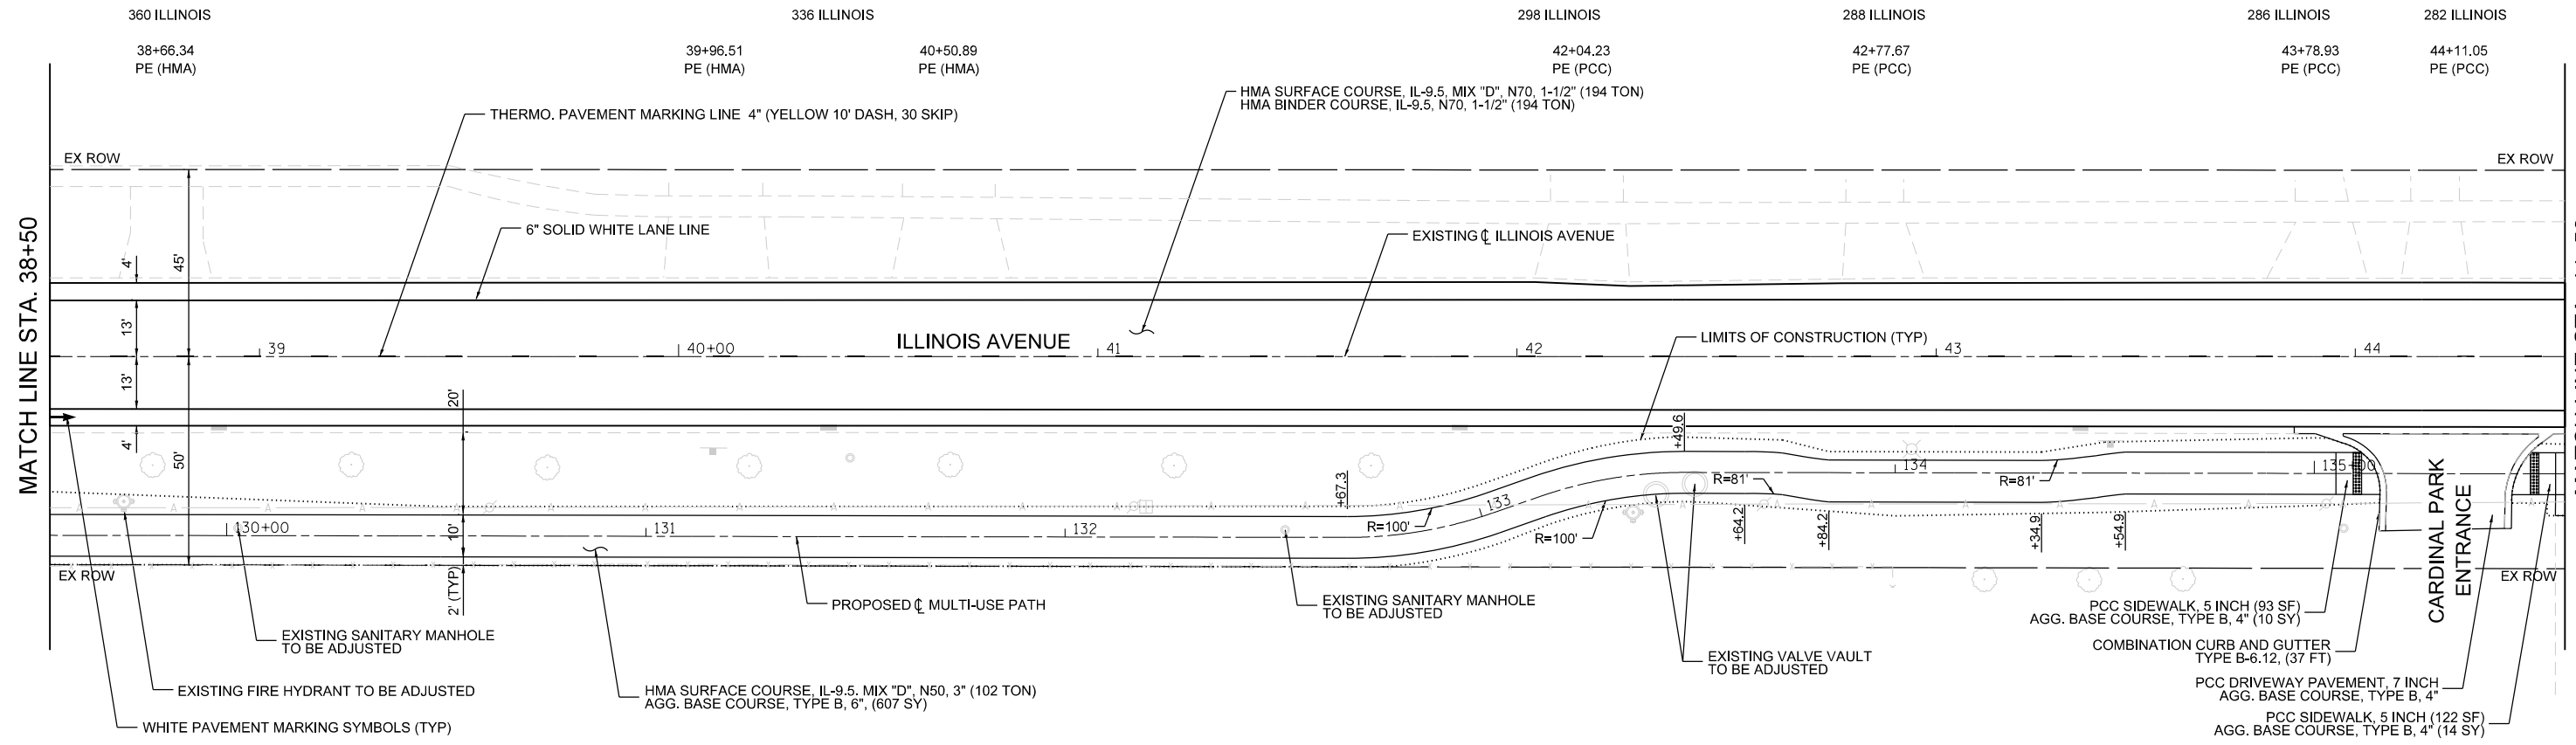 360 ILLINOIS
336 ILLINOIS
298 ILLINOIS
288 ILLINOIS
286 ILLINOIS
282 ILLINOIS
38+66.34
PE (HMA)
39+96.51
PE (HMA)
40+50.89
PE (HMA)
42+04.23
PE (PCC)
42+77.67
PE (PCC)
43+78.93
PE (PCC)
44+11.05
PE (PCC)
HMA SURFACE COURSE, IL-9.5, MIX "D", N70, 1-1/2" (194 TON)
HMA BINDER COURSE, IL-9.5, N70, 1-1/2" (194 TON)
THERMO. PAVEMENT MARKING LINE 4" (YELLOW 10' DASH, 30 SKIP)
EX ROW
EX ROW
MATCH LINE STA. 38+50
6" SOLID WHITE LANE LINE
EXISTING ℄ ILLINOIS AVENUE
4'
45'
13'
13'
4'
50'
20'
10'
2' (TYP)
ILLINOIS AVENUE
LIMITS OF CONSTRUCTION (TYP)
39
40+00
41
42
43
44
+67.3
+49.6
+64.2
+84.2
+34.9
+54.9
R=100'
R=100'
R=81'
R=81'
130+00
131
132
133
134
135+00
EX ROW
EX ROW
CARDINAL PARK
ENTRANCE
PROPOSED ℄ MULTI-USE PATH
EXISTING SANITARY MANHOLE
TO BE ADJUSTED
EXISTING SANITARY MANHOLE
TO BE ADJUSTED
EXISTING VALVE VAULT
TO BE ADJUSTED
EXISTING FIRE HYDRANT TO BE ADJUSTED
WHITE PAVEMENT MARKING SYMBOLS (TYP)
HMA SURFACE COURSE, IL-9.5. MIX "D", N50, 3" (102 TON)
AGG. BASE COURSE, TYPE B, 6", (607 SY)
PCC SIDEWALK, 5 INCH (93 SF)
AGG. BASE COURSE, TYPE B, 4" (10 SY)
COMBINATION CURB AND GUTTER
TYPE B-6.12, (37 FT)
PCC DRIVEWAY PAVEMENT, 7 INCH
AGG. BASE COURSE, TYPE B, 4"
PCC SIDEWALK, 5 INCH (122 SF)
AGG. BASE COURSE, TYPE B, 4" (14 SY)